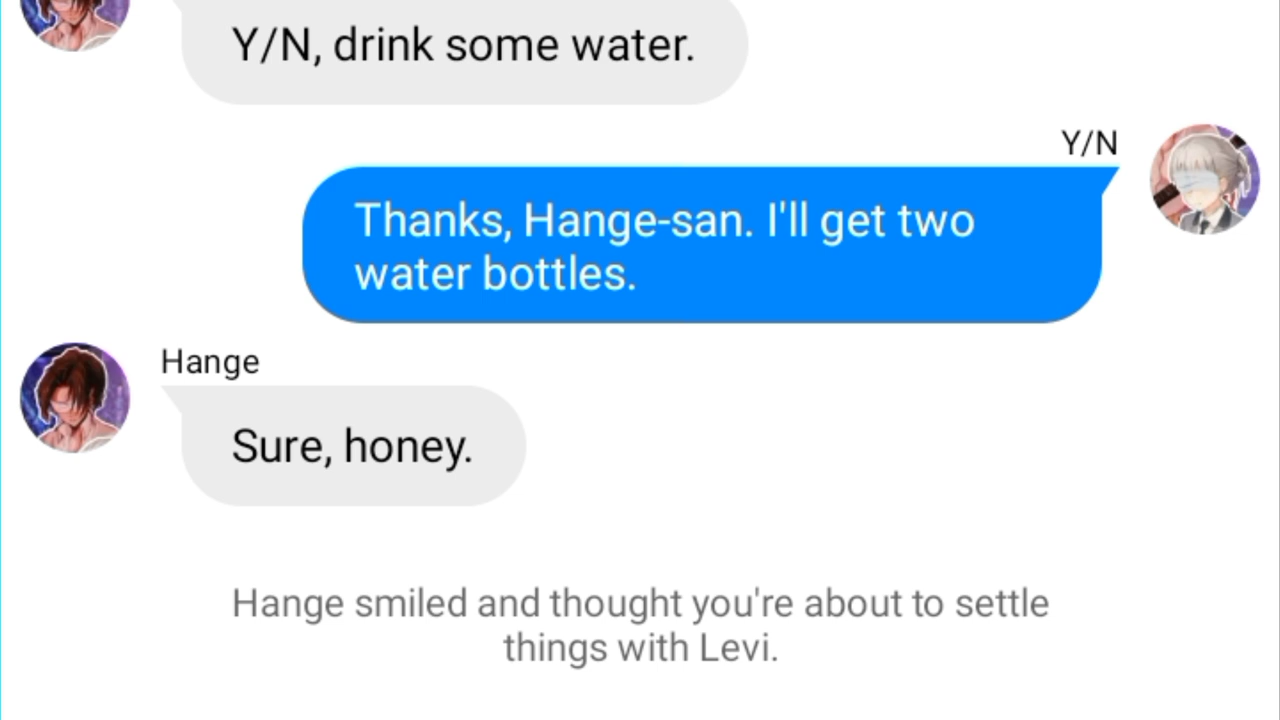 Y/N, drink some water.
Y/N
Thanks, Hange-san. I'll get two
water bottles.
Hange
Sure, honey.
Hange smiled and thought you're about to settle
things with Levi.